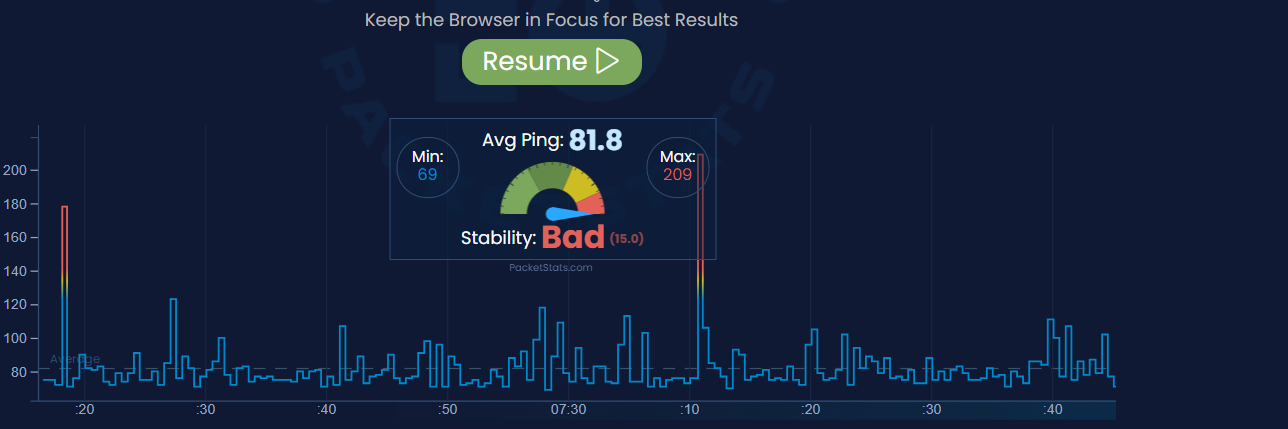 Keep the Browser in Focus for Best Results
Resume
Avg Ping: 81.8
Min:
69
Max:
209
Stability: Bad (15.0)
PacketStats.com
200
180
160
140
120
100
80
Average
:20 :30 :40 :50 07:30 :10 :20 :30 :40